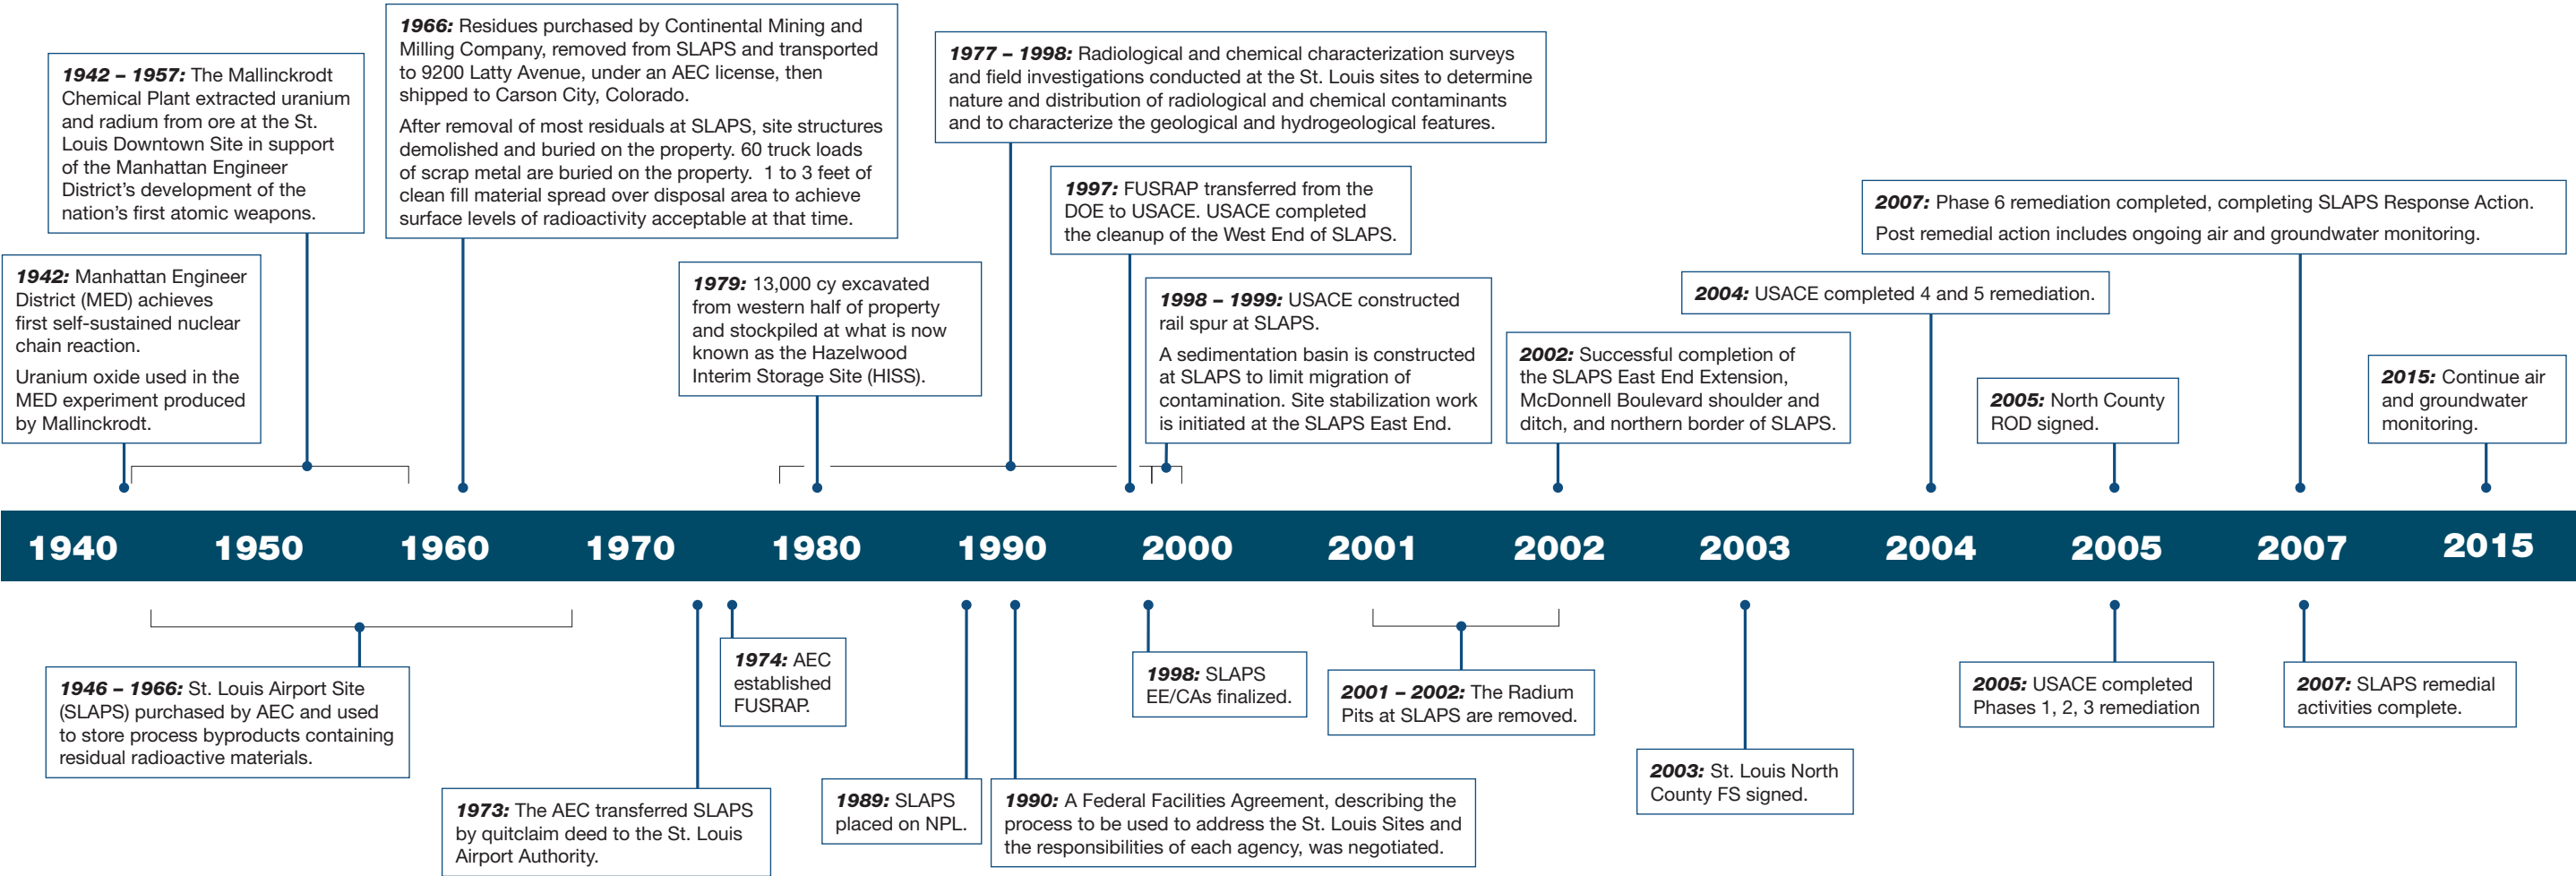 1942 – 1957: The Mallinckrodt
Chemical Plant extracted uranium
and radium from ore at the St.
Louis Downtown Site in support
of the Manhattan Engineer
District's development of the
nation's first atomic weapons.
1942: Manhattan Engineer
District (MED) achieves
first self-sustained nuclear
chain reaction.
Uranium oxide used in the
MED experiment produced
by Mallinckrodt.
1966: Residues purchased by Continental Mining and
Milling Company, removed from SLAPS and transported
to 9200 Latty Avenue, under an AEC license, then
shipped to Carson City, Colorado.
After removal of most residuals at SLAPS, site structures
demolished and buried on the property. 60 truck loads
of scrap metal are buried on the property. 1 to 3 feet of
clean fill material spread over disposal area to achieve
surface levels of radioactivity acceptable at that time.
1979: 13,000 cy excavated
from western half of property
and stockpiled at what is now
known as the Hazelwood
Interim Storage Site (HISS).
1977 – 1998: Radiological and chemical characterization surveys
and field investigations conducted at the St. Louis sites to determine
nature and distribution of radiological and chemical contaminants
and to characterize the geological and hydrogeological features.
1997: FUSRAP transferred from the
DOE to USACE. USACE completed
the cleanup of the West End of SLAPS.
1998 – 1999: USACE constructed
rail spur at SLAPS.
A sedimentation basin is constructed
at SLAPS to limit migration of
contamination. Site stabilization work
is initiated at the SLAPS East End.
2002: Successful completion of
the SLAPS East End Extension,
McDonnell Boulevard shoulder and
ditch, and northern border of SLAPS.
2004: USACE completed 4 and 5 remediation.
2005: North County
ROD signed.
2007: Phase 6 remediation completed, completing SLAPS Response Action.
Post remedial action includes ongoing air and groundwater monitoring.
2015: Continue air
and groundwater
monitoring.
1940 1950 1960 1970 1980 1990 2000 2001 2002 2003 2004 2005 2007 2015
1946 – 1966: St. Louis Airport Site
(SLAPS) purchased by AEC and used
to store process byproducts containing
residual radioactive materials.
1973: The AEC transferred SLAPS
by quitclaim deed to the St. Louis
Airport Authority.
1974: AEC
established
FUSRAP.
1989: SLAPS
placed on NPL.
1990: A Federal Facilities Agreement, describing the
process to be used to address the St. Louis Sites and
the responsibilities of each agency, was negotiated.
1998: SLAPS
EE/CAs finalized.
2001 – 2002: The Radium
Pits at SLAPS are removed.
2003: St. Louis North
County FS signed.
2005: USACE completed
Phases 1, 2, 3 remediation
2007: SLAPS remedial
activities complete.